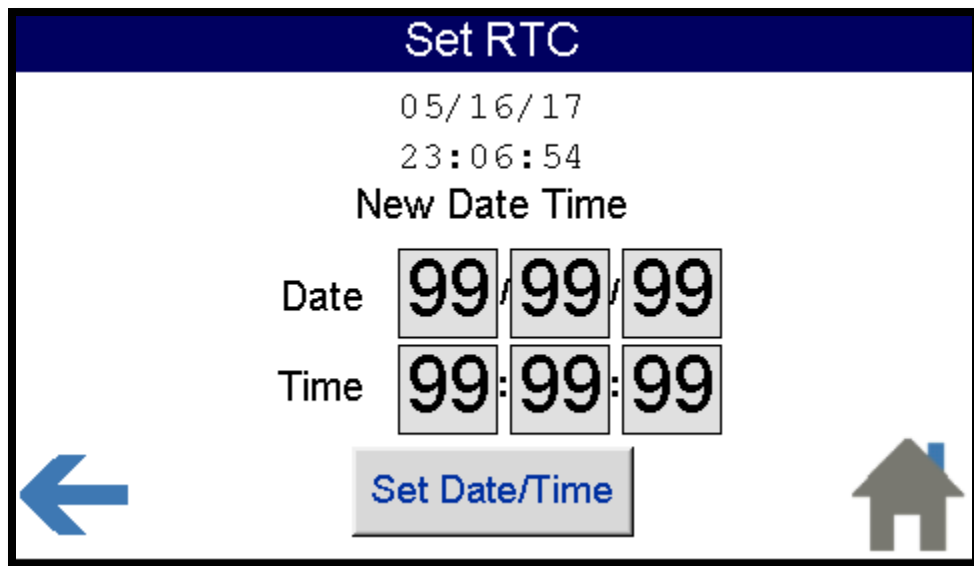 Set RTC
05/16/17
23:06:54
New Date Time
Date 99/99/99
Time 99:99:99
Set Date/Time